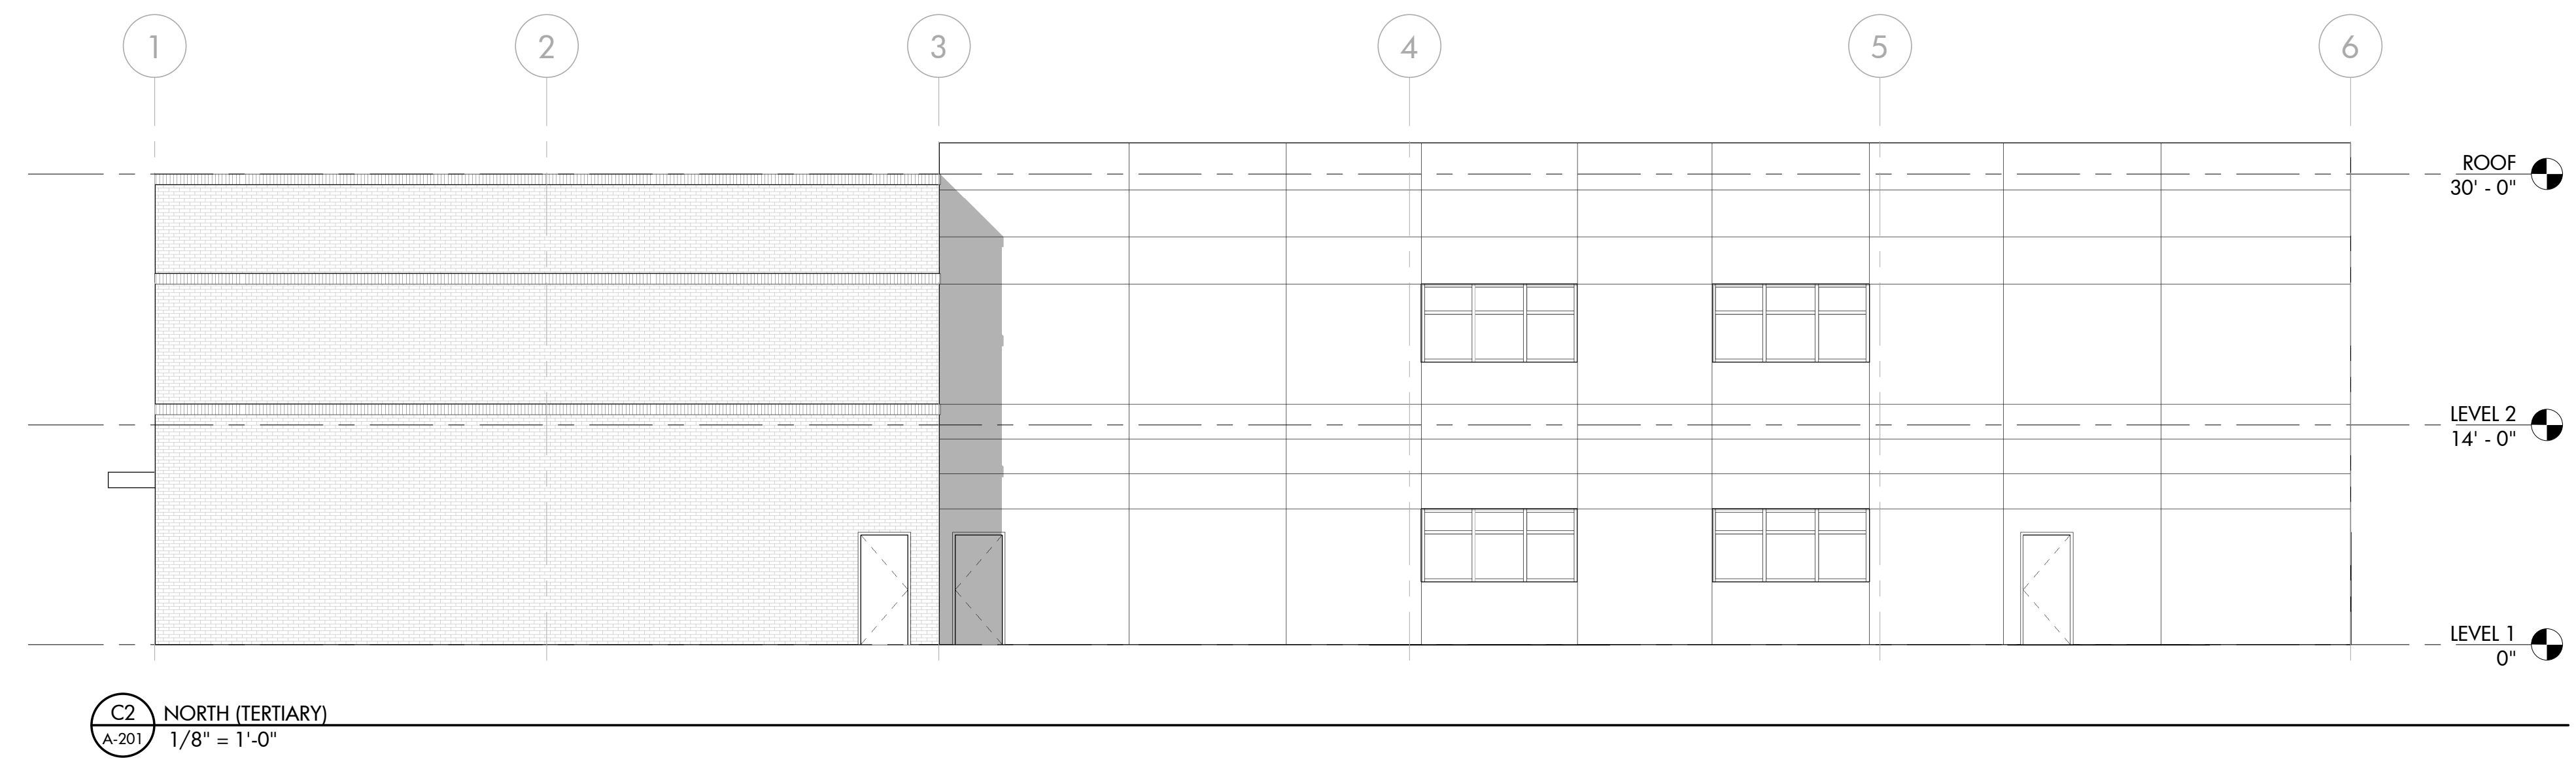 1 2 3 4 5 6
ROOF
30' - 0"
LEVEL 2
14' - 0"
LEVEL 1
0"
C2
A-201
NORTH (TERTIARY)
1/8" = 1'-0"